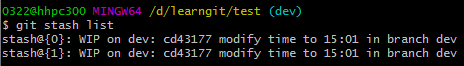 0322@hhpc300 MINGW64 /d/learngit/test (dev)
$ git stash list
stash@{0}: WIP on dev: cd43177 modify time to 15:01 in branch dev
stash@{1}: WIP on dev: cd43177 modify time to 15:01 in branch dev